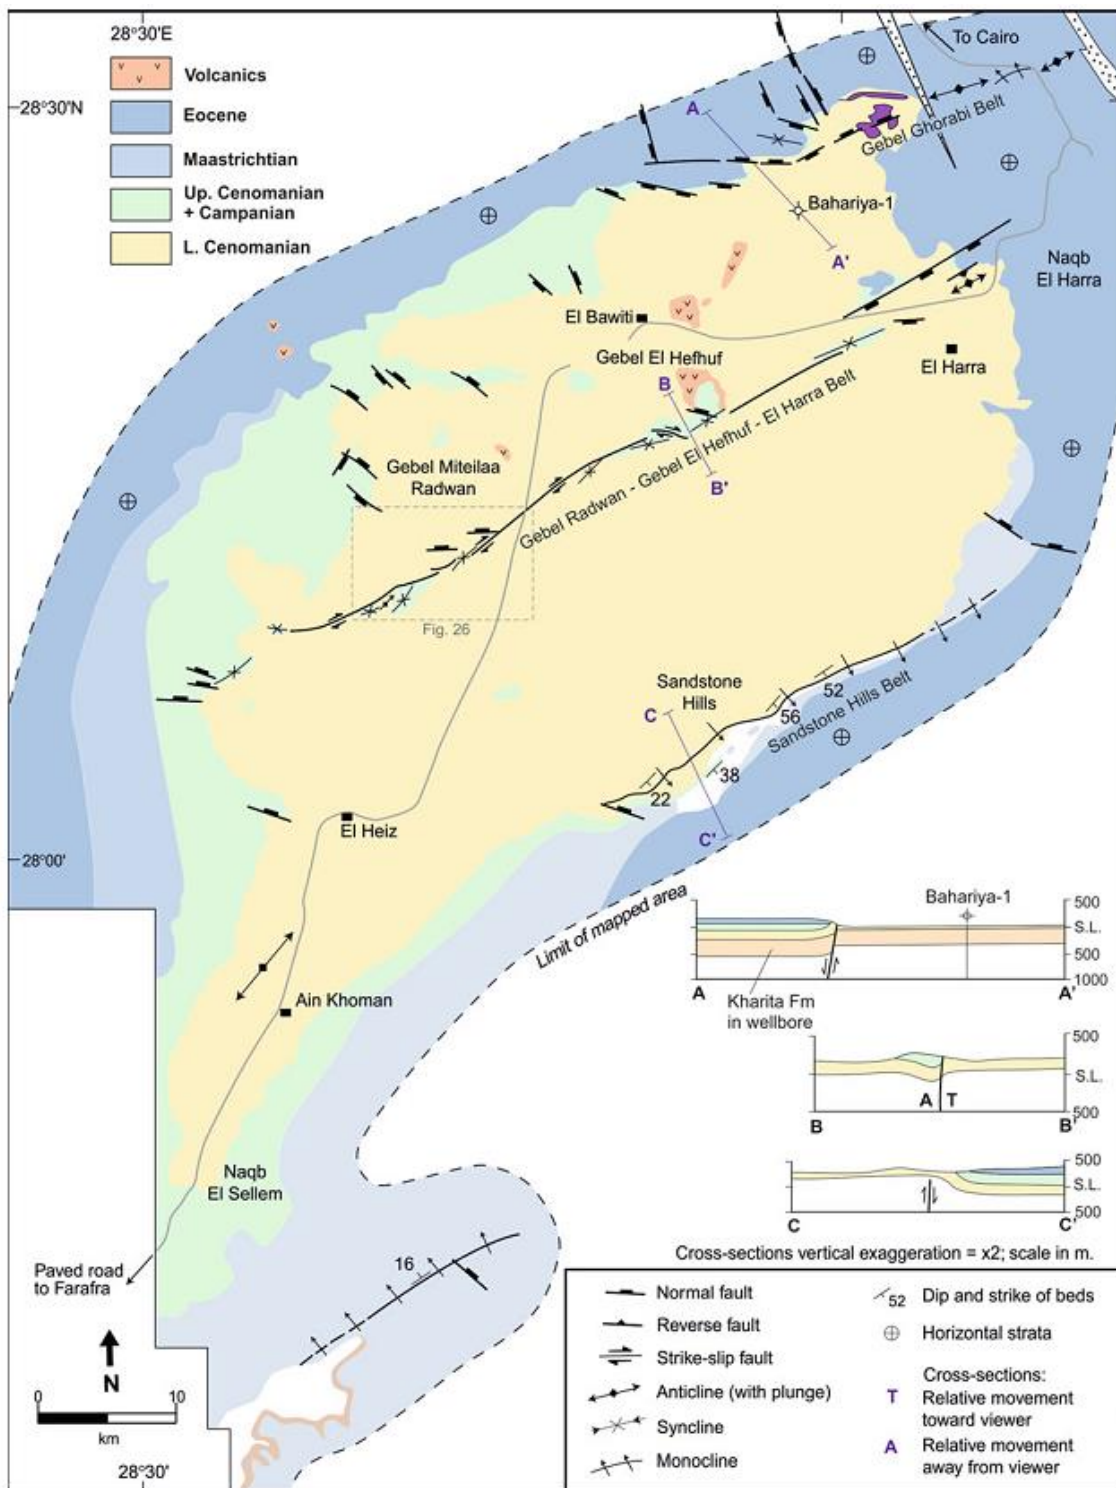 28°30'E
28°30'N
Volcanics
Eocene
Maastrichtian
Up. Cenomanian
+ Campanian
L. Cenomanian
To Cairo
A
Gebel Ghorabi Belt
Bahariya-1
A'
Naqb
El Harra
El Bawiti
Gebel El Hefhuf
El Harra
B
Gebel Miteilaa
Radwan
B'
Gebel Radwan - Gebel El Hefhuf - El Harra Belt
Fig. 26
Sandstone
Hills
52
56
Sandstone Hills Belt
C
38
22
El Heiz
C'
28°00'
Limit of mapped area
Ain Khoman
Naqb
El Sellem
16
Paved road
to Farafra
N
0 10
km
28°30'
Bahariya-1
500
S.L.
500
1000
A A'
Kharita Fm
in wellbore
500
S.L.
A T
500
B B'
500
S.L.
500
C C'
Cross-sections vertical exaggeration = x2; scale in m.
Normal fault
Reverse fault
Strike-slip fault
Anticline (with plunge)
Syncline
Monocline
52 Dip and strike of beds
Horizontal strata
Cross-sections:
T Relative movement
toward viewer
A Relative movement
away from viewer